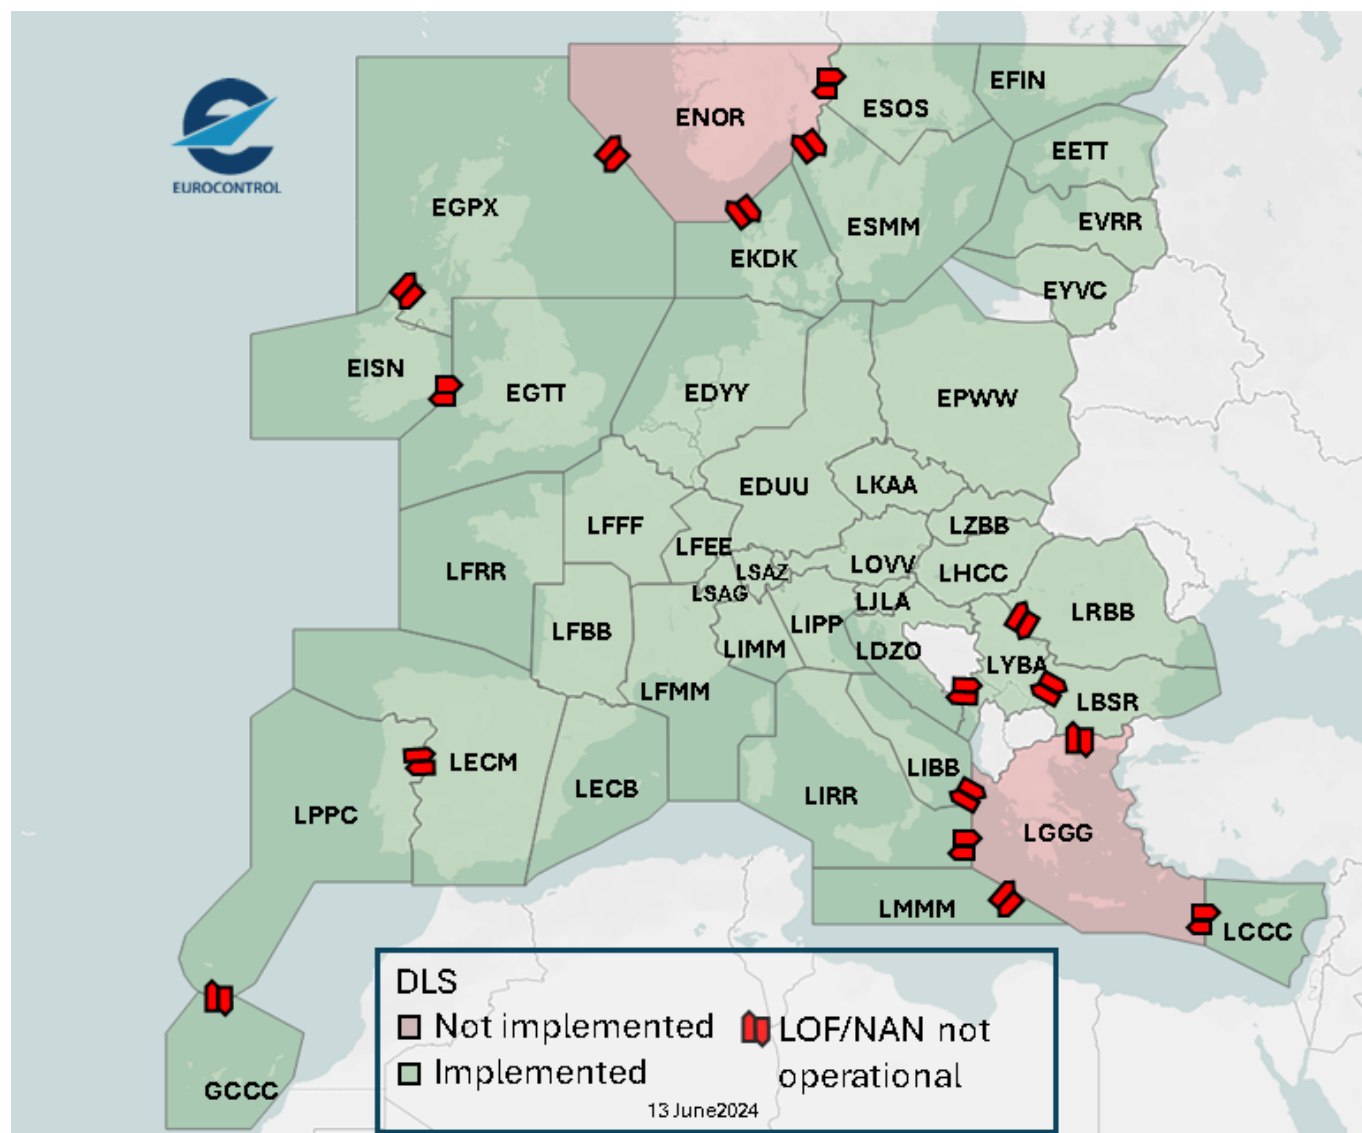 EUROCONTROL
ENOR
ESOS
EFIN
EETT
EGPX
EVRR
ESMM
EKDK
EYVC
EISN
EGTT
EDYY
EPWW
EDUU
LKAA
LFFF
LZBB
LFEE
LSAZ
LOVV
LFRR
LHCC
LSAG
LJLA
LRBB
LIPP
LFBB
LIMM
LDZO
LYBA
LFMM
LBSR
LECM
LIBB
LECB
LIRR
LPPC
LGGG
LMMM
LCCC
GCCC
DLS
Not implemented
Implemented
LOF/NAN not
operational
13 June2024